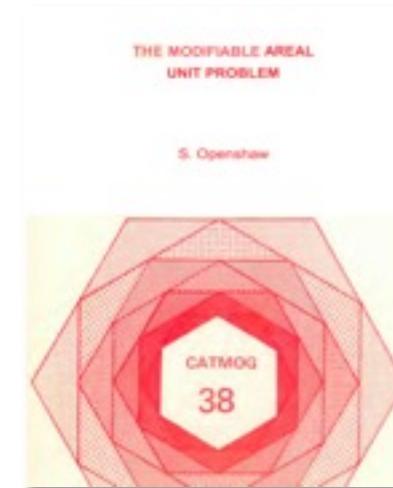 THE MODIFIABLE AREAL
UNIT PROBLEM
S. Openshaw
CATMOG
38